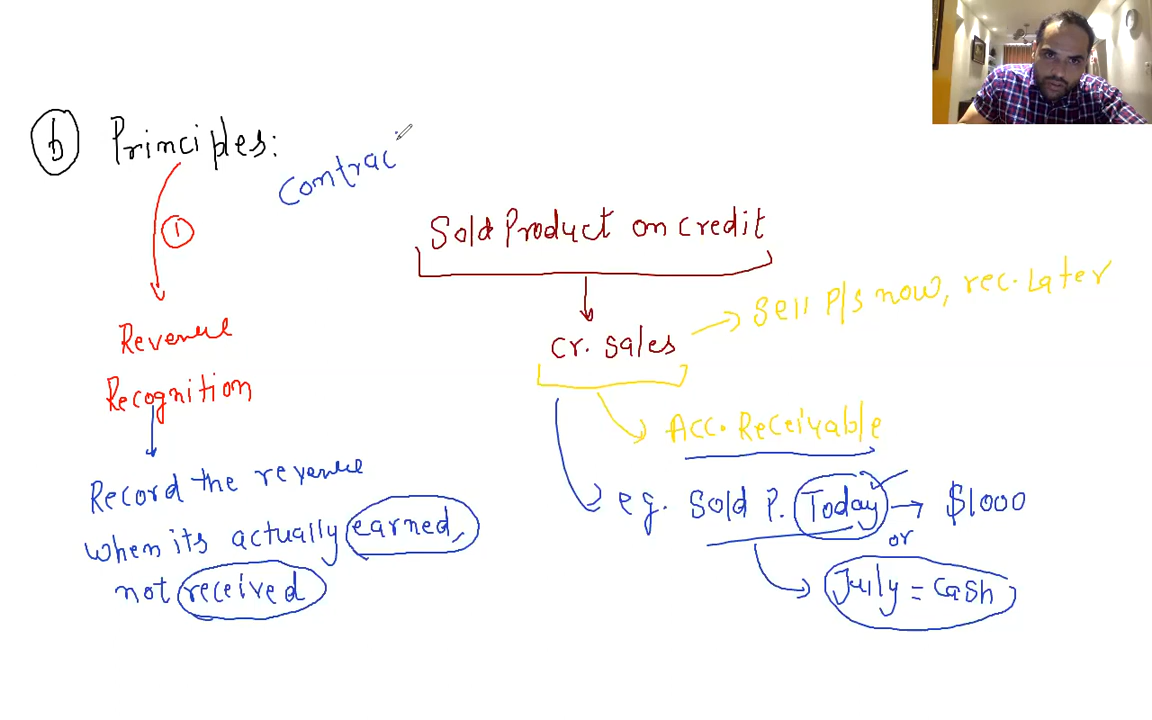 b Principles:
Contrac
1
Revenue
Recognition
Record the revenue
when its actually earned,
not received
Sold Product on credit
cr. sales
Sell P/s now, rec. Later
Acc. Receivable
e.g. Sold P. Today → $1000
or
July = Cash